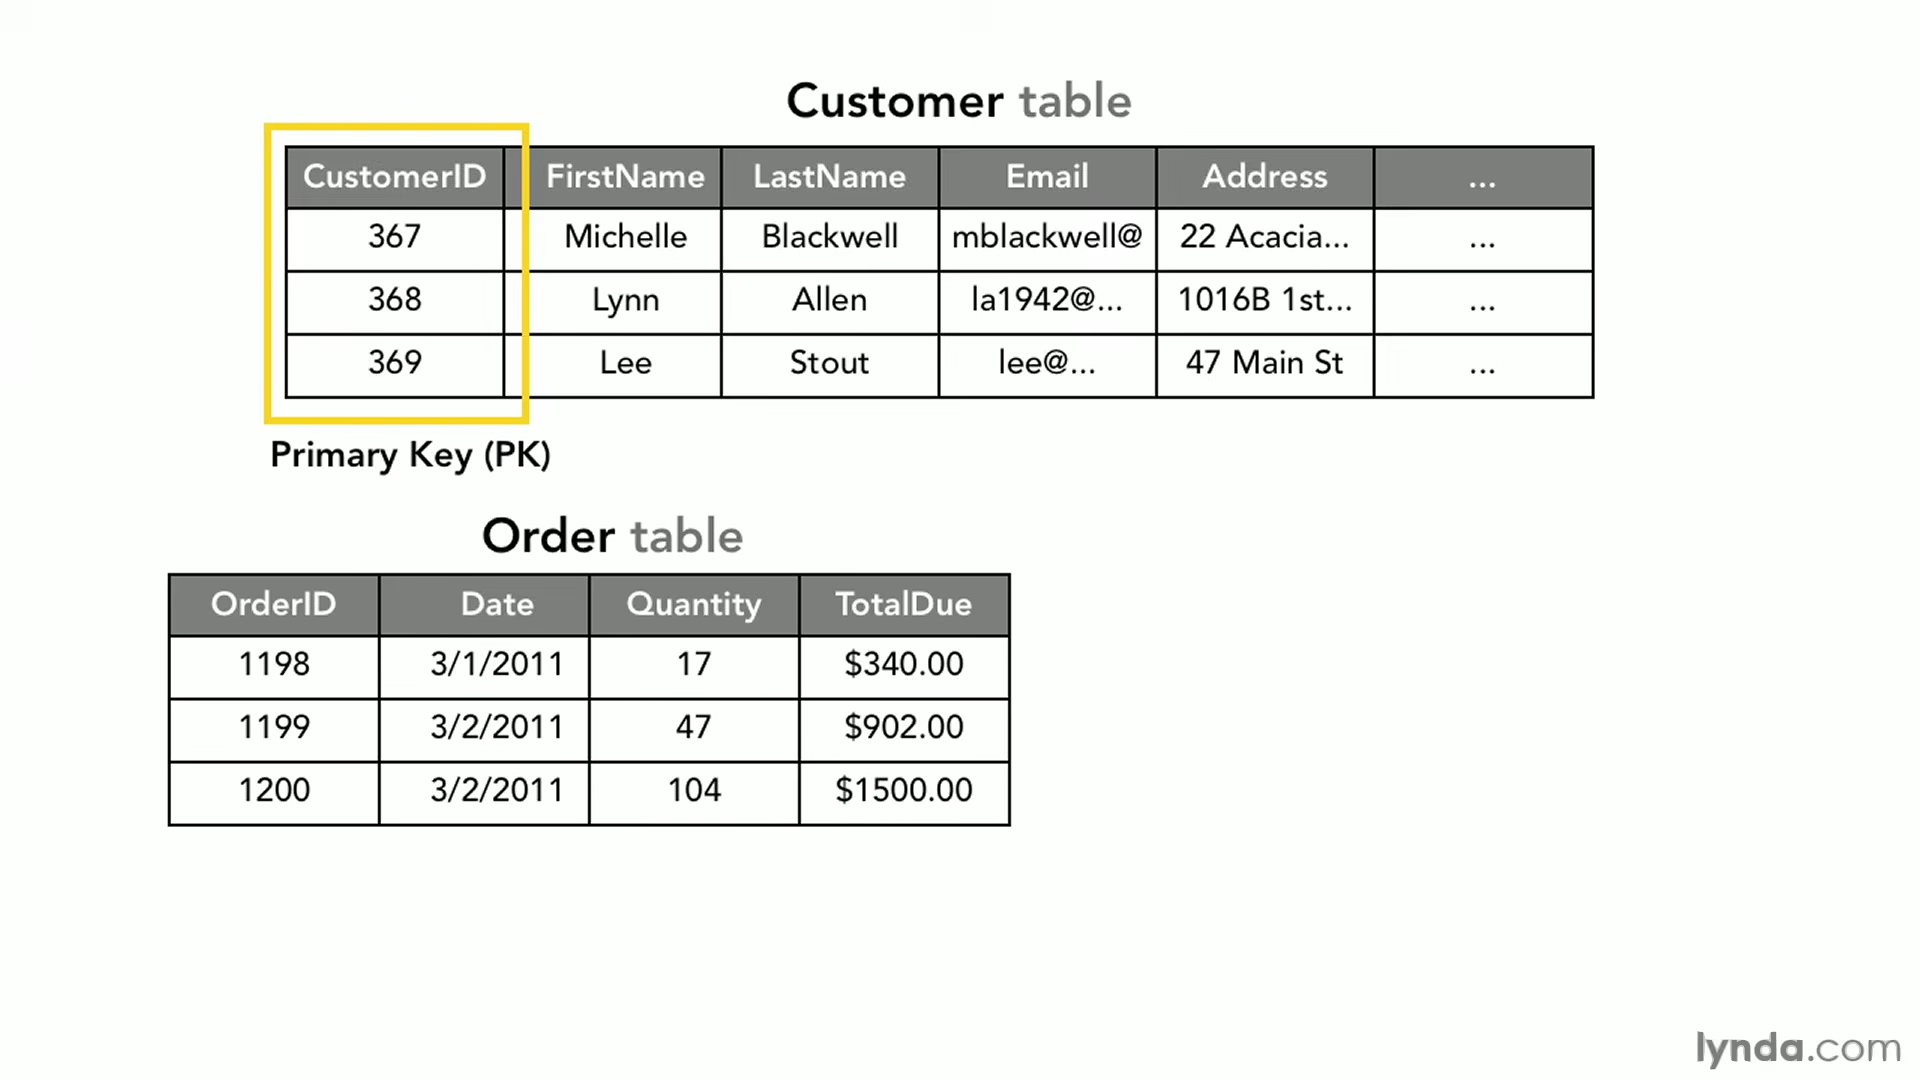 Customer table
CustomerID FirstName LastName Email Address ...
367 Michelle Blackwell mblackwell@ 22 Acacia... ...
368 Lynn Allen la1942@... 1016B 1st... ...
369 Lee Stout lee@... 47 Main St ...
Primary Key (PK)
Order table
OrderID Date Quantity TotalDue
1198 3/1/2011 17 $340.00
1199 3/2/2011 47 $902.00
1200 3/2/2011 104 $1500.00
lynda.com